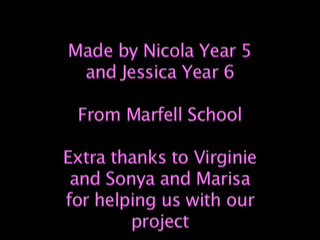 Made by Nicola Year 5
and Jessica Year 6
From Marfell School
Extra thanks to Virginie
and Sonya and Marisa
for helping us with our
project